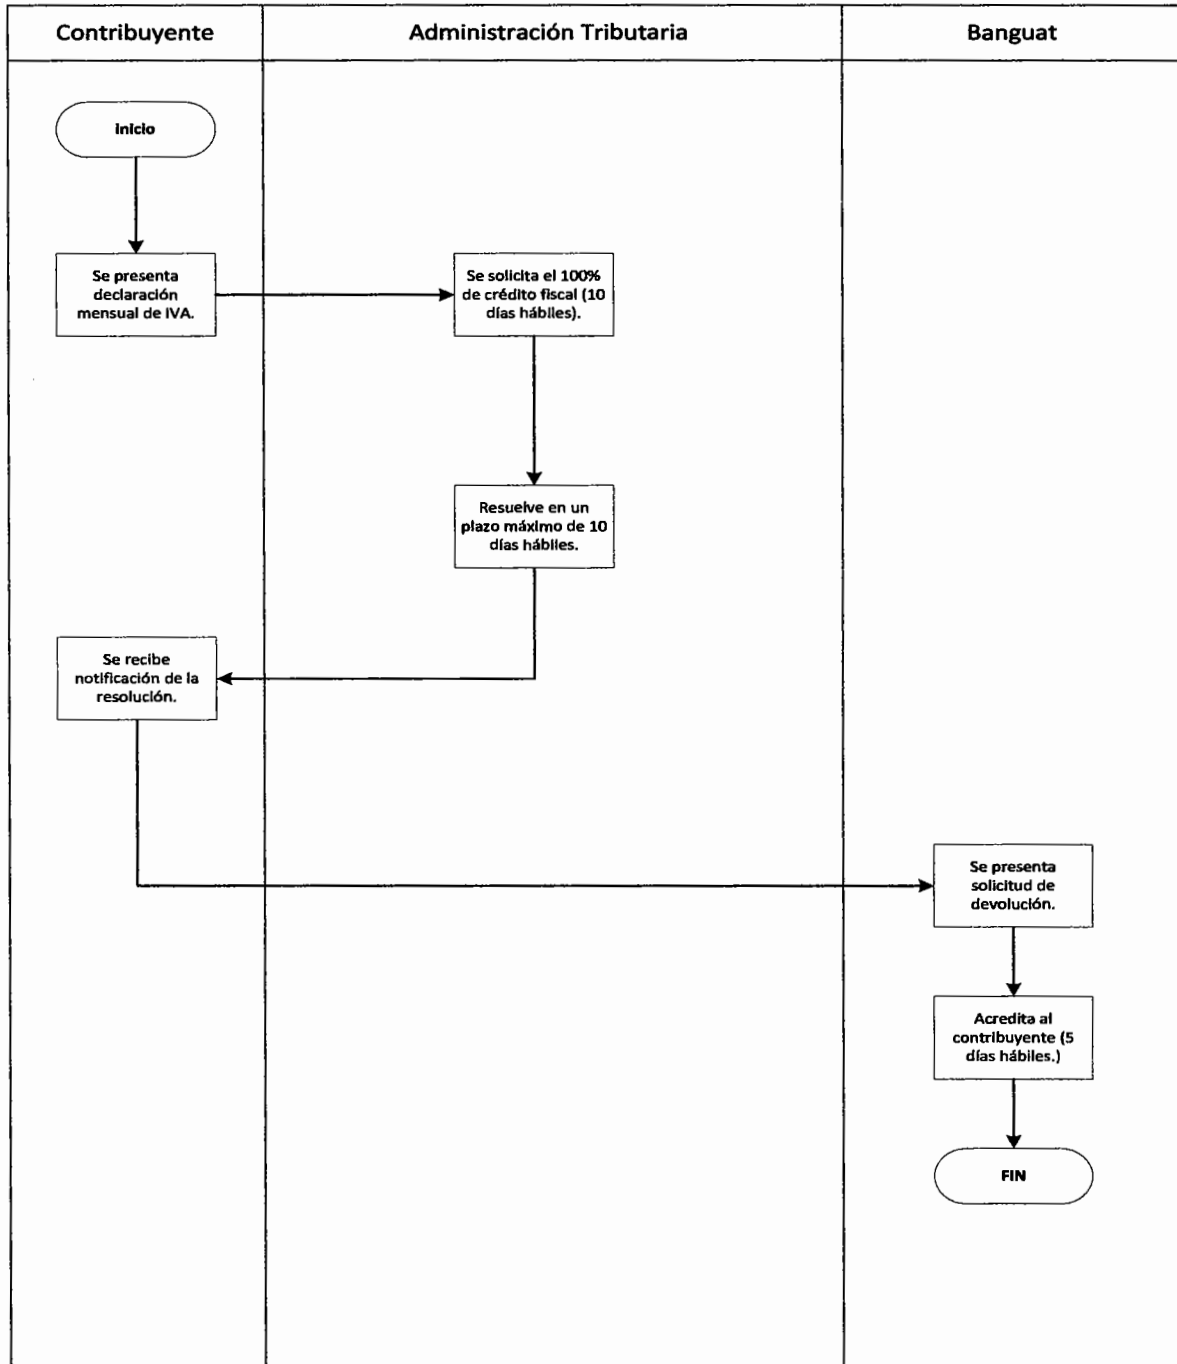 Contribuyente
Administración Tributaria
Banguat
Inicio
Se presenta
declaración
mensual de IVA.
Se solicita el 100%
de crédito fiscal (10
días hábiles).
Resuelve en un
plazo máximo de 10
días hábiles.
Se recibe
notificación de la
resolución.
Se presenta
solicitud de
devolución.
Acredita al
contribuyente (5
días hábiles.)
FIN